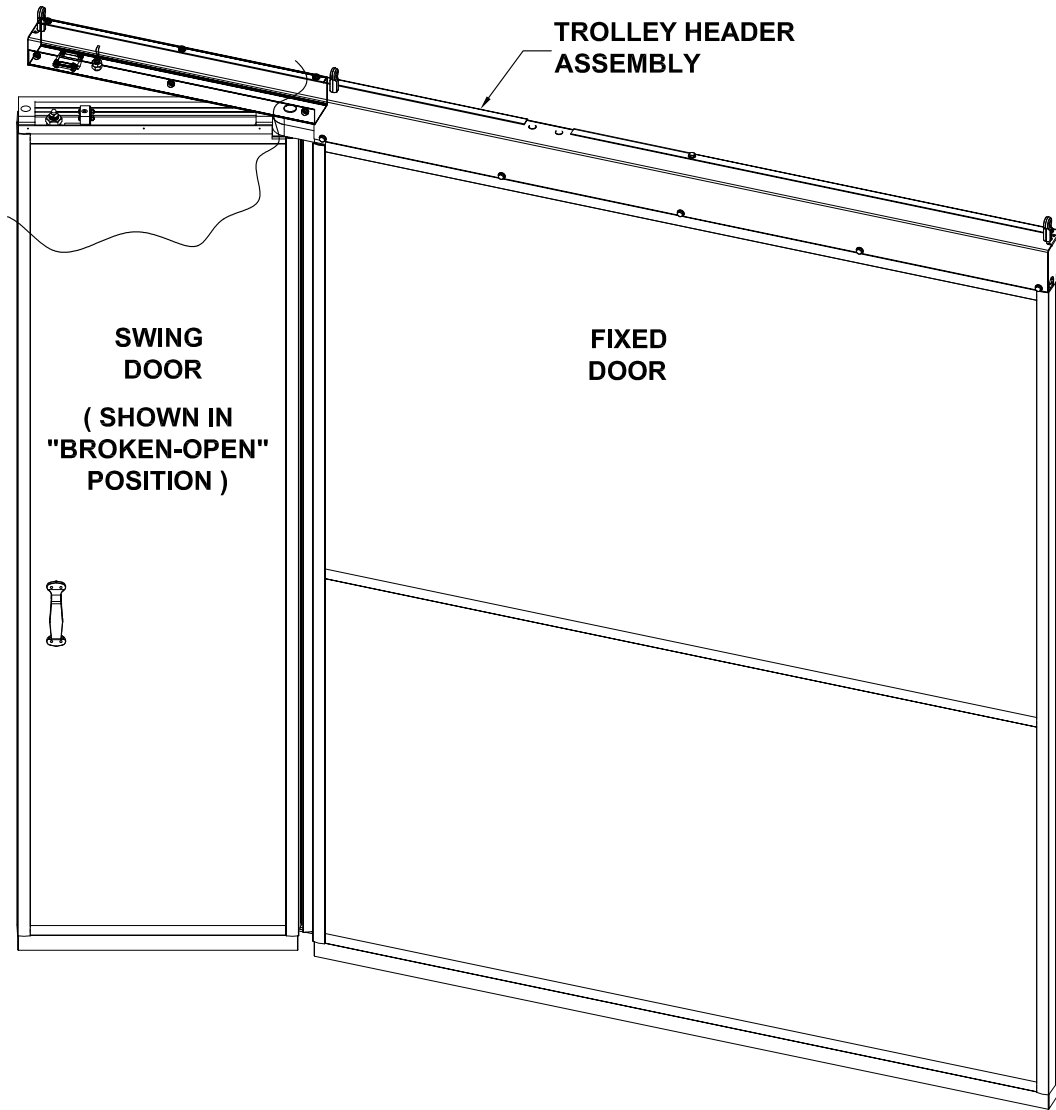 TROLLEY HEADER
ASSEMBLY
SWING
DOOR
( SHOWN IN
"BROKEN-OPEN"
POSITION )
FIXED
DOOR